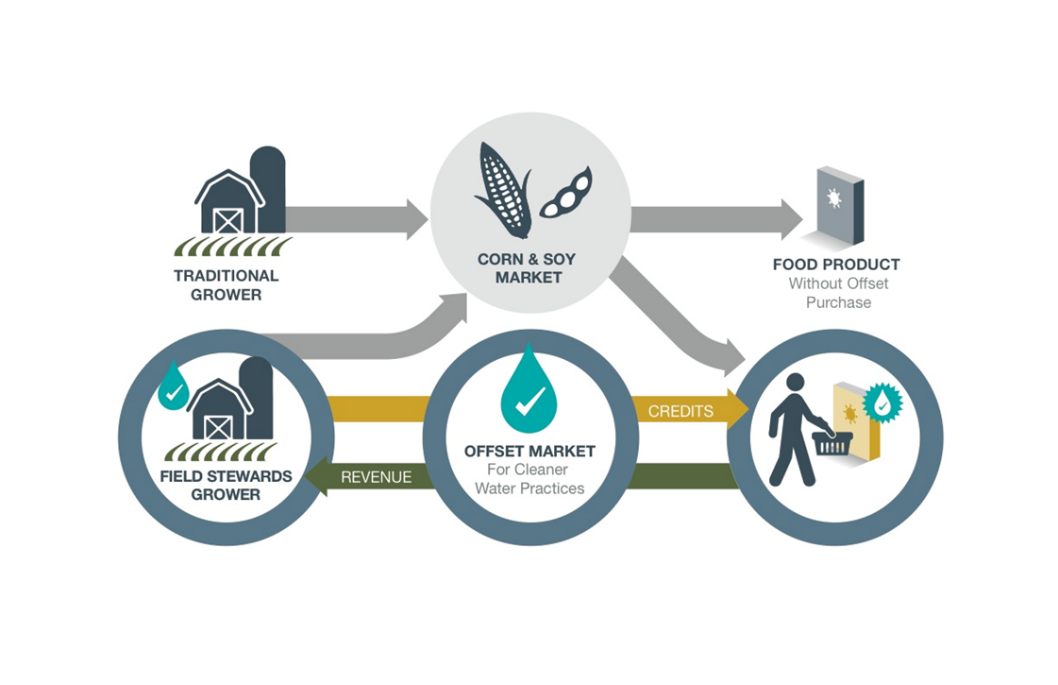 CORN & SOY
MARKET
TRADITIONAL
GROWER
FOOD PRODUCT
Without Offset
Purchase
CREDITS
OFFSET MARKET
For Cleaner
Water Practices
FIELD STEWARDS
GROWER
REVENUE